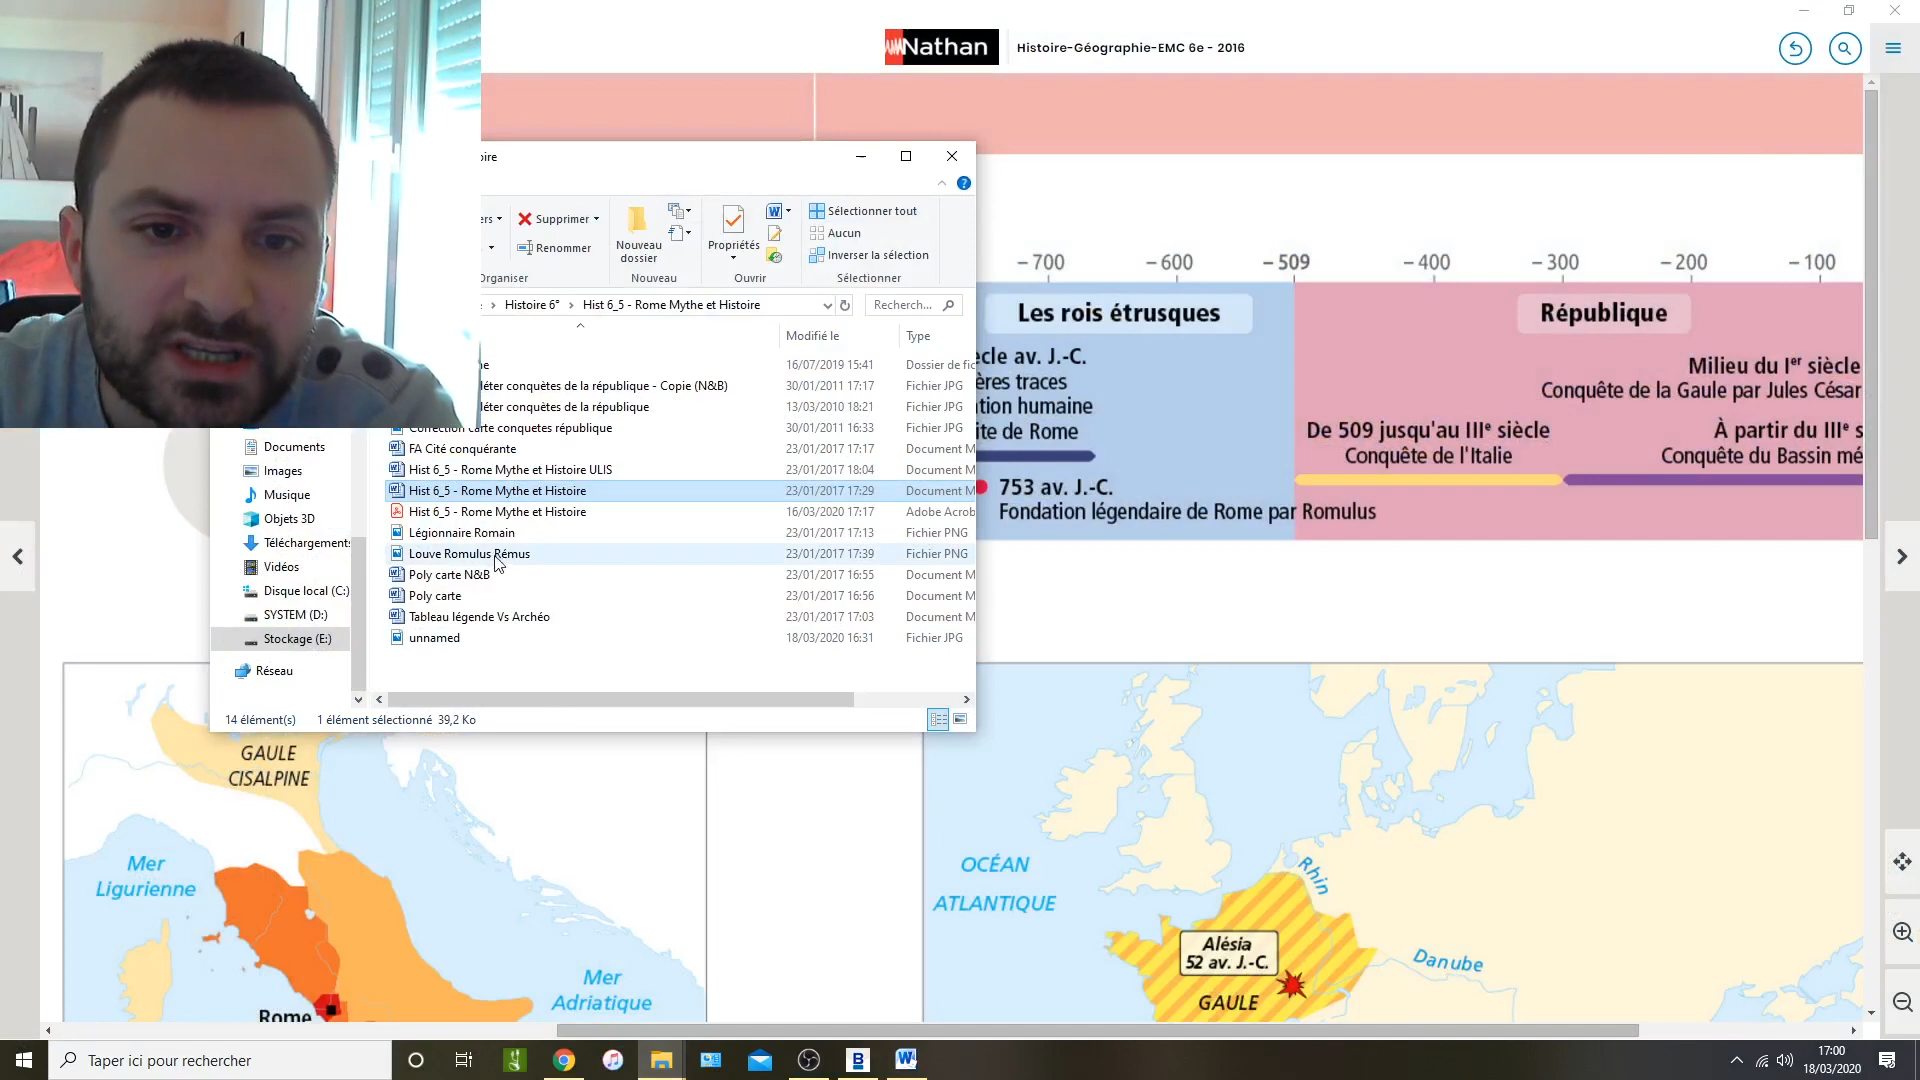 Nathan
Histoire-Géographie-EMC 6e - 2016
oire
ers
Supprimer
Renommer
Organiser
Nouveau
dossier
Nouveau
Propriétés
Ouvrir
Sélectionner tout
Aucun
Inverser la sélection
Sélectionner
Histoire 6° › Hist 6_5 - Rome Mythe et Histoire
Recherch...
Modifié le
Type
ne 16/07/2019 15:41 Dossier de fic
léter conquètes de la république - Copie (N&B) 30/01/2011 17:17 Fichier JPG
léter conquètes de la république 13/03/2010 18:21 Fichier JPG
Correction carte conquetes république 30/01/2011 16:33 Fichier JPG
FA Cité conquérante 23/01/2017 17:17 Document M
Hist 6_5 - Rome Mythe et Histoire ULIS 23/01/2017 18:04 Document M
Hist 6_5 - Rome Mythe et Histoire 23/01/2017 17:29 Document M
Hist 6_5 - Rome Mythe et Histoire 16/03/2020 17:17 Adobe Acrob
Légionnaire Romain 23/01/2017 17:13 Fichier PNG
Louve Romulus Rémus 23/01/2017 17:39 Fichier PNG
Poly carte N&B 23/01/2017 16:55 Document M
Poly carte 23/01/2017 16:56 Document M
Tableau légende Vs Archéo 23/01/2017 17:03 Document M
unnamed 18/03/2020 16:31 Fichier JPG
Documents
Images
Musique
Objets 3D
Téléchargements
Vidéos
Disque local (C:)
SYSTEM (D:)
Stockage (E:)
Réseau
14 élément(s) 1 élément sélectionné 39,2 Ko
– 700 – 600 – 509 – 400 – 300 – 200 – 100
Les rois étrusques
République
ècle av. J.-C.
ères traces
tion humaine
ite de Rome
753 av. J.-C.
Fondation légendaire de Rome par Romulus
Milieu du Ier siècle
Conquête de la Gaule par Jules César
De 509 jusqu'au IIIe siècle
Conquête de l'Italie
À partir du IIIe s
Conquête du Bassin mé
GAULE
CISALPINE
Mer
Ligurienne
Mer
Adriatique
Rome
OCÉAN
ATLANTIQUE
Rhin
Alésia
52 av. J.-C.
GAULE
Danube
Taper ici pour rechercher
17:00
18/03/2020